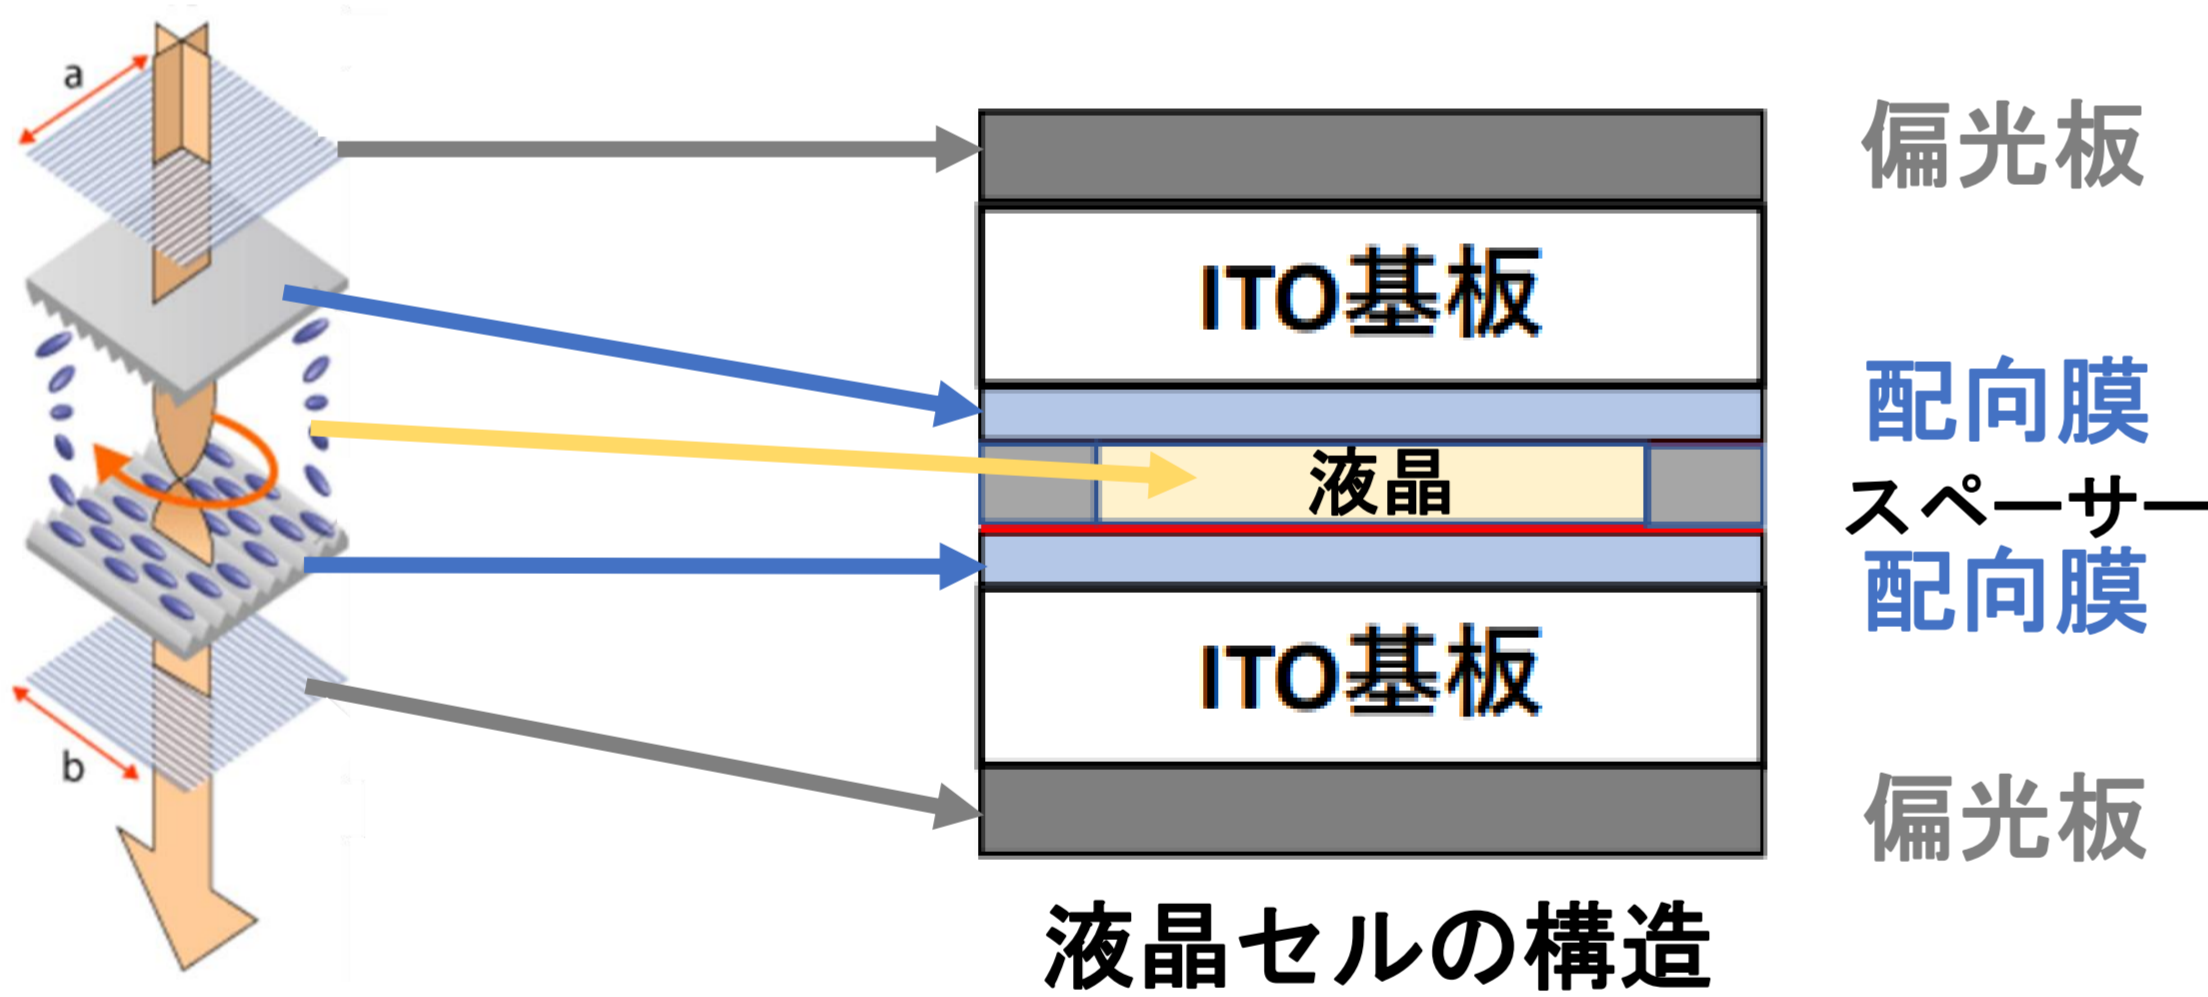 a
偏光板
ITO基板
配向膜
液晶
スペーサー
配向膜
ITO基板
b
偏光板
液晶セルの構造